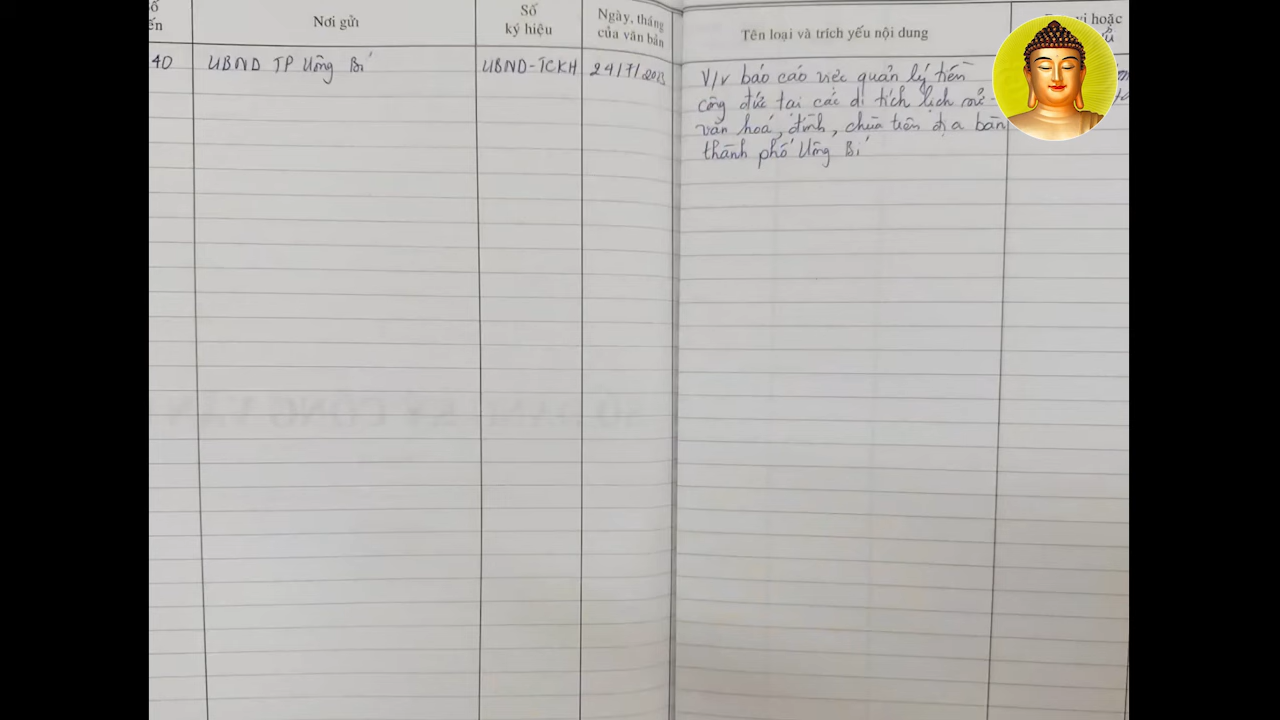 Nơi gửi
Số
ký hiệu
Ngày, tháng
của văn bản
Tên loại và trích yếu nội dung
hoặc
40
UBND TP Uông Bí
UBND-TCKH
24/7/2023
V/v báo cáo việc quản lý tiền
công đức tại các di tích lịch sử -
văn hoá, đình, chùa trên địa bàn
thành phố Uông Bí